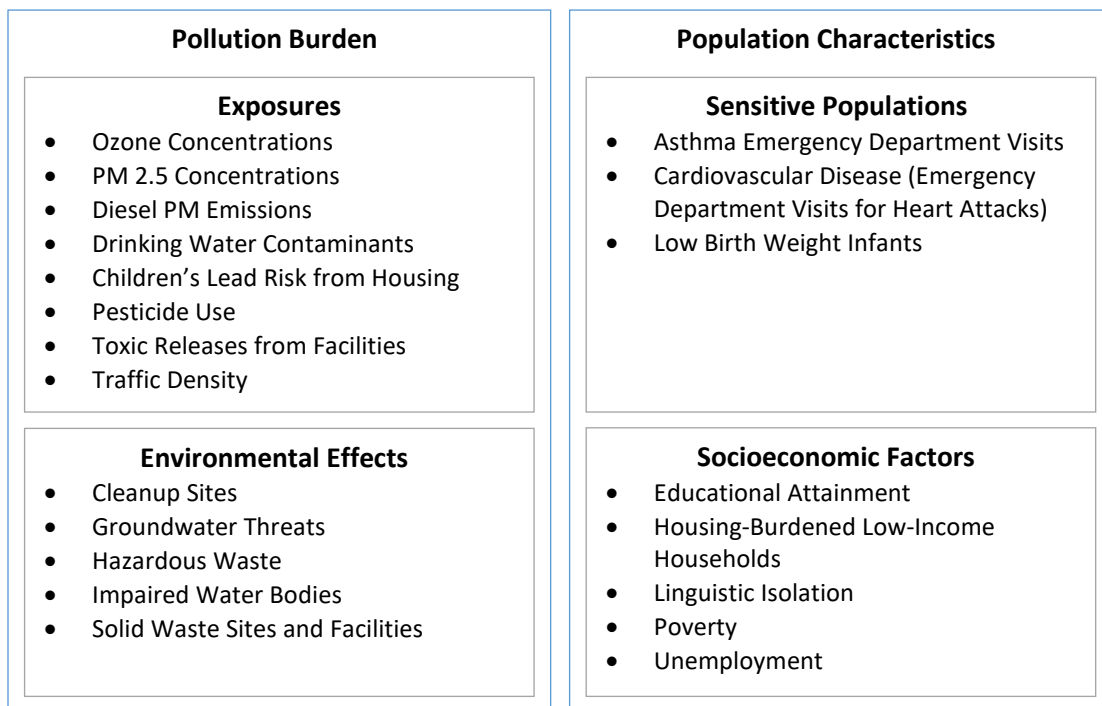 Pollution Burden
Exposures
• Ozone Concentrations
• PM 2.5 Concentrations
• Diesel PM Emissions
• Drinking Water Contaminants
• Children’s Lead Risk from Housing
• Pesticide Use
• Toxic Releases from Facilities
• Traffic Density
Environmental Effects
• Cleanup Sites
• Groundwater Threats
• Hazardous Waste
• Impaired Water Bodies
• Solid Waste Sites and Facilities
Population Characteristics
Sensitive Populations
• Asthma Emergency Department Visits
• Cardiovascular Disease (Emergency
Department Visits for Heart Attacks)
• Low Birth Weight Infants
Socioeconomic Factors
• Educational Attainment
• Housing-Burdened Low-Income
Households
• Linguistic Isolation
• Poverty
• Unemployment